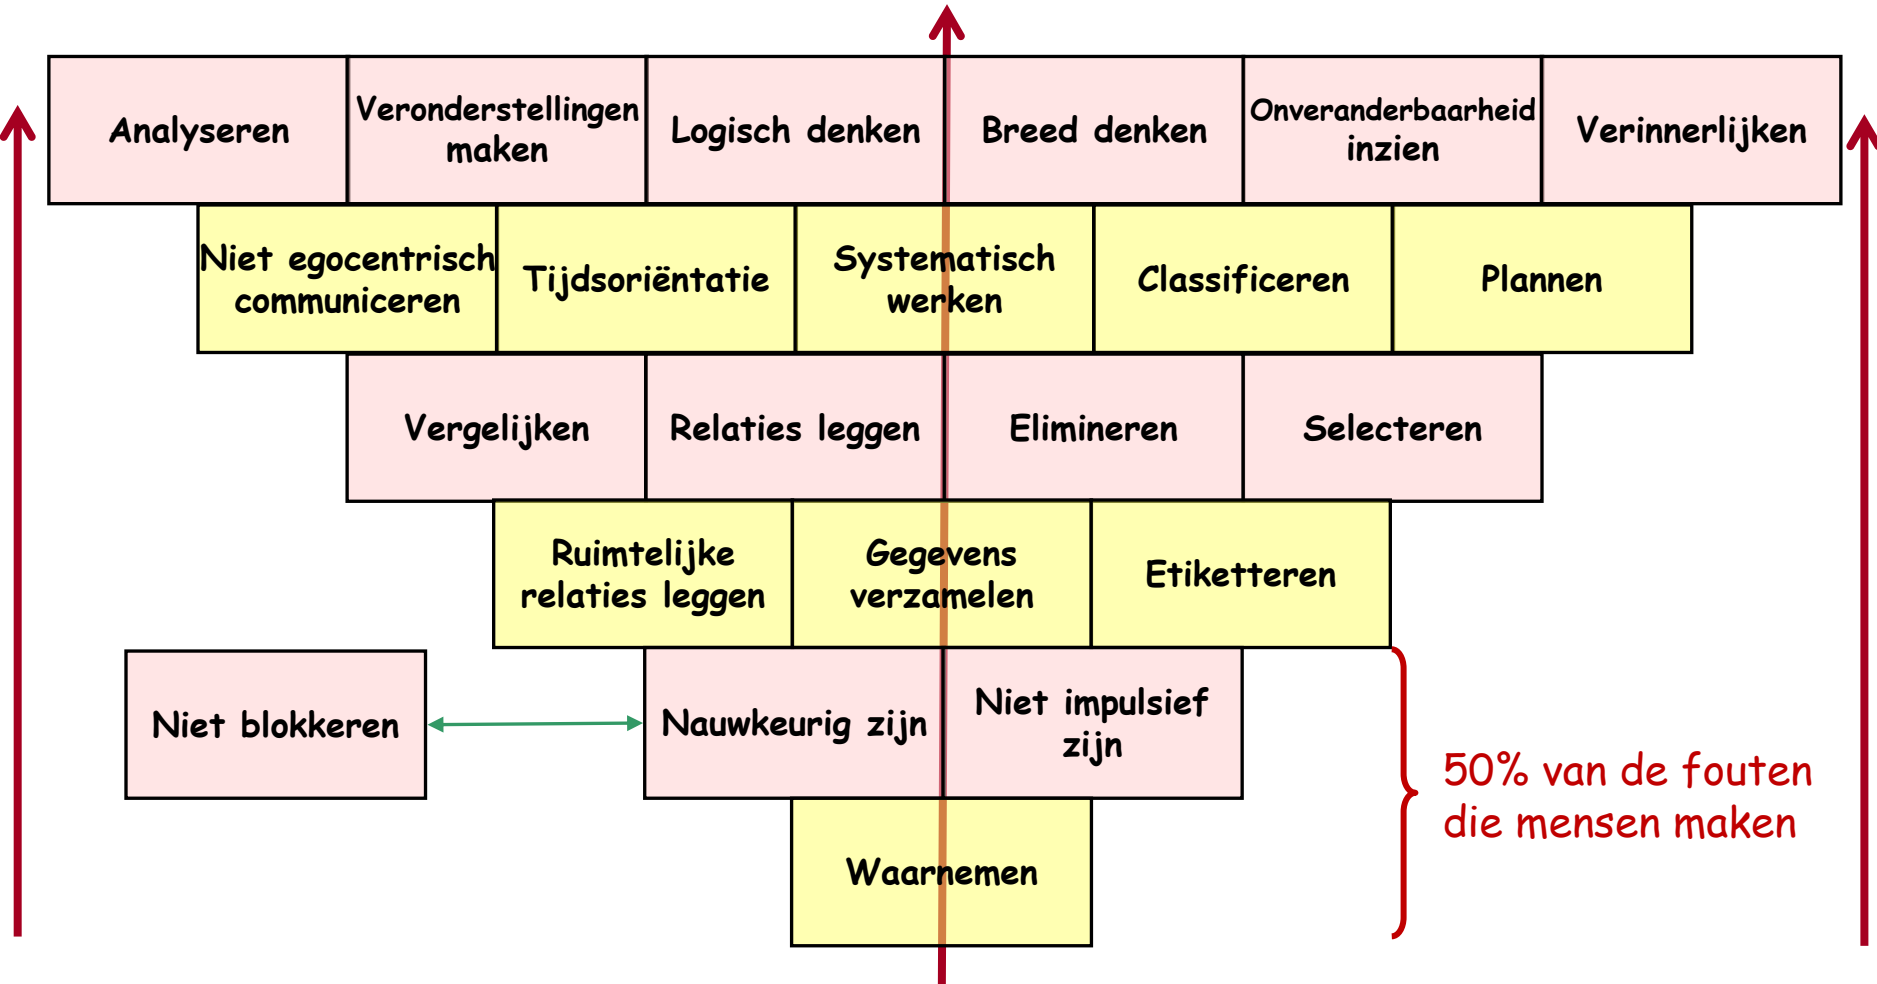 Analyseren
Veronderstellingen
maken
Logisch denken
Breed denken
Onveranderbaarheid
inzien
Verinnerlijken
Niet egocentrisch
communiceren
Tijdsoriëntatie
Systematisch
werken
Classificeren
Plannen
Vergelijken
Relaties leggen
Elimineren
Selecteren
Ruimtelijke
relaties leggen
Gegevens
verzamelen
Etiketteren
Niet blokkeren
Nauwkeurig zijn
Niet impulsief
zijn
50% van de fouten
die mensen maken
Waarnemen